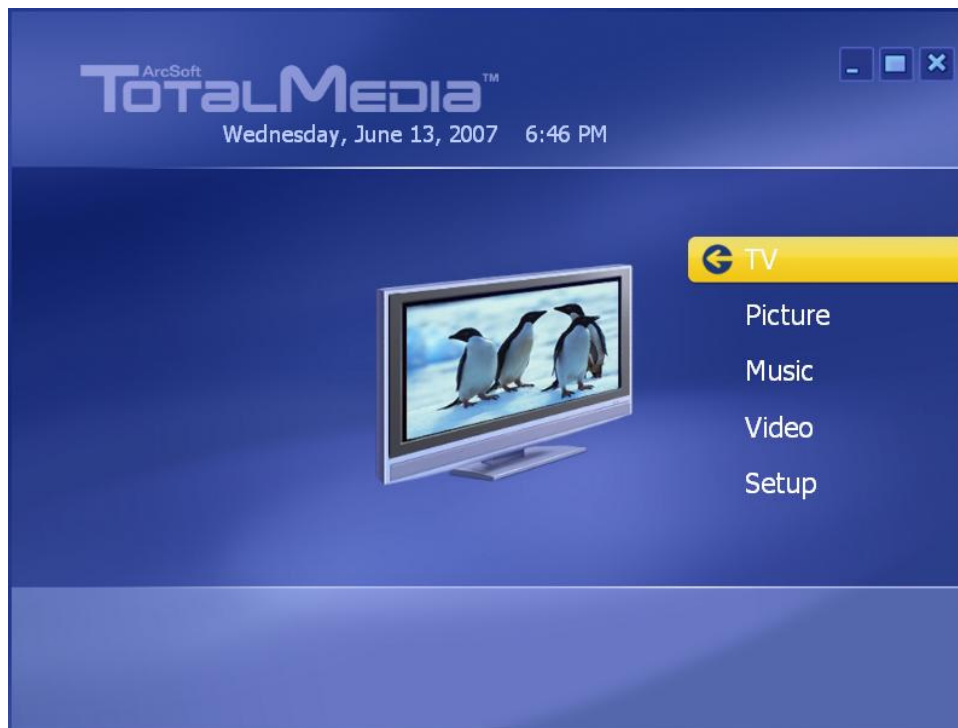 ArcSoft
TotalMedia™
Wednesday, June 13, 2007 6:46 PM
TV
Picture
Music
Video
Setup